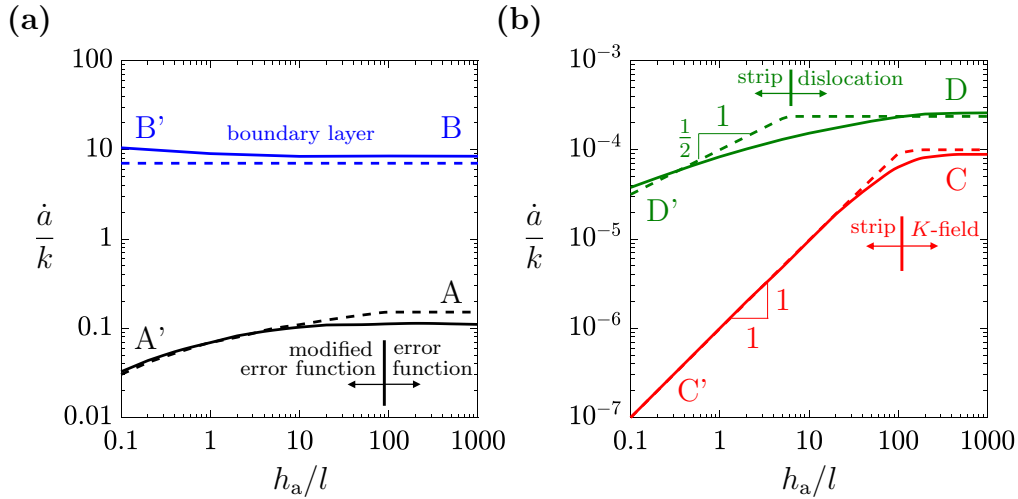 (a)
100
10
1
0.1
0.01
ȧ
k
B'
boundary layer
B
A
A'
modified
error function
error
function
0.1
1
10
100
1000
hₐ/l
(b)
10⁻³
10⁻⁴
10⁻⁵
10⁻⁶
10⁻⁷
ȧ
k
strip
dislocation
D
1
1/2
D'
C
strip
K-field
1
1
C'
0.1
1
10
100
1000
hₐ/l